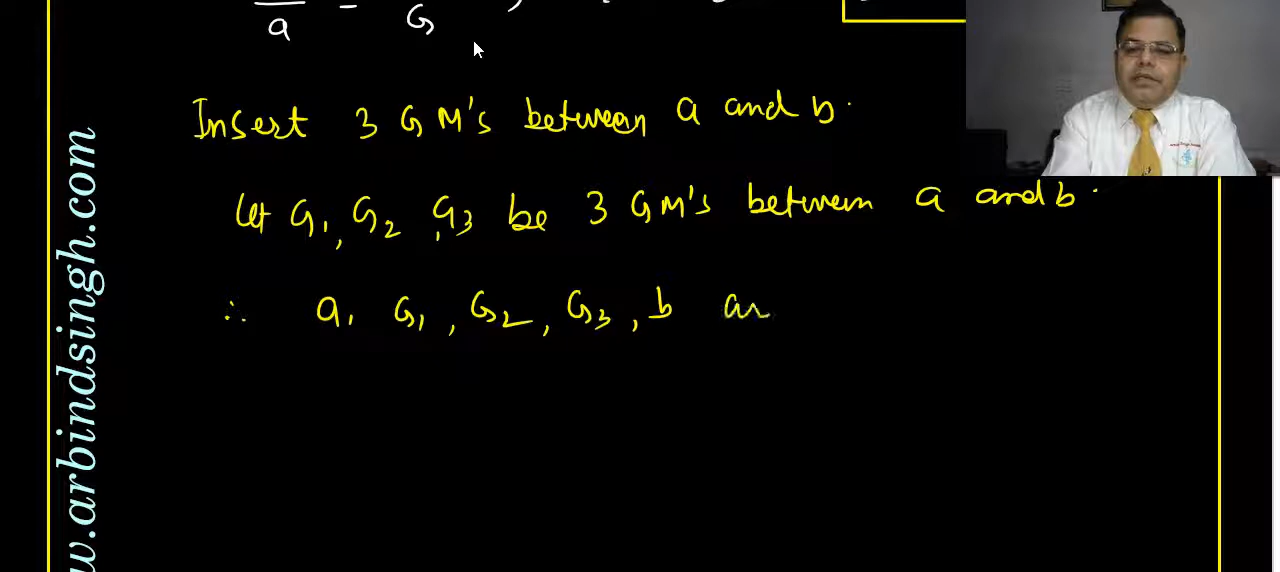 a G ,
Insert 3 GM's between a and b.
Let G1, G2, G3 be 3 GM's between a and b.
∴ a, G1, G2, G3, b ar
w.arbindsingh.com